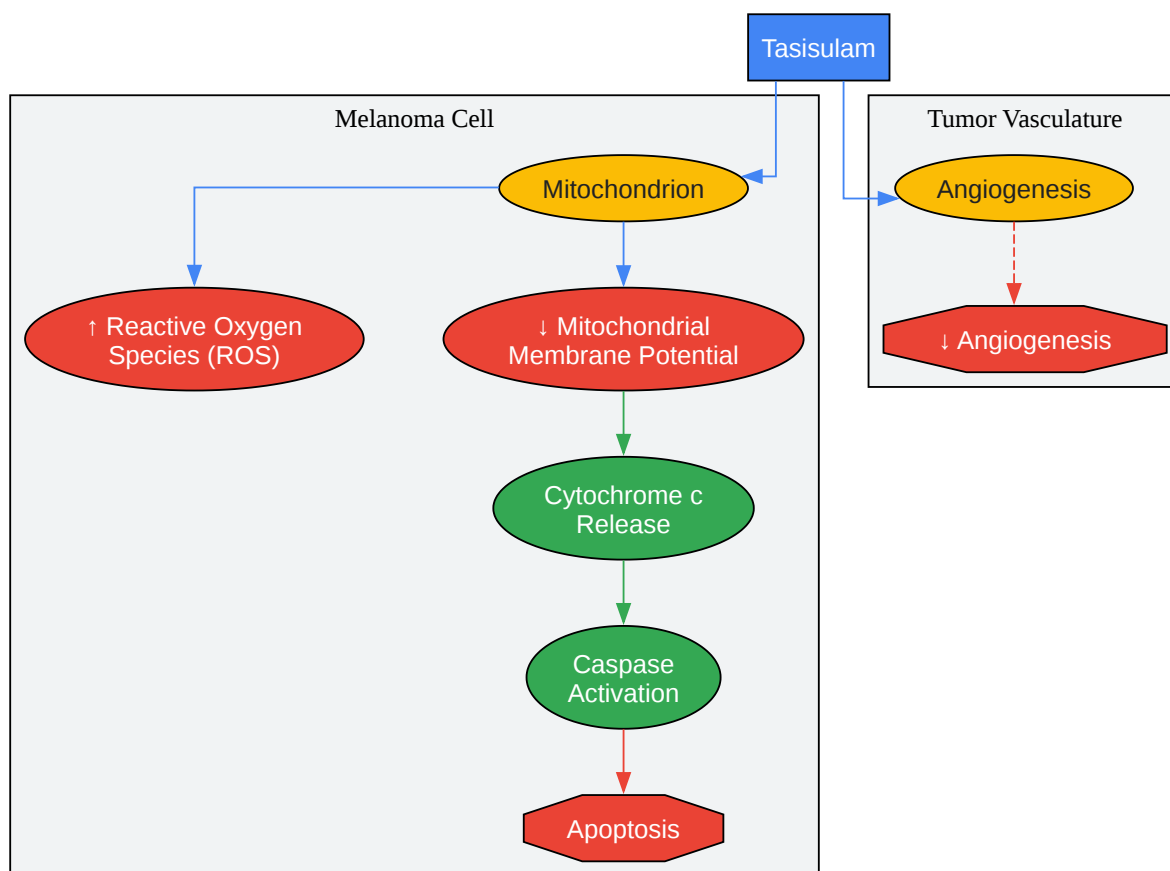 Tasisulam
Melanoma Cell
Tumor Vasculature
Mitochondrion
Angiogenesis
↑ Reactive Oxygen
Species (ROS)
↓ Mitochondrial
Membrane Potential
↓ Angiogenesis
Cytochrome c
Release
Caspase
Activation
Apoptosis